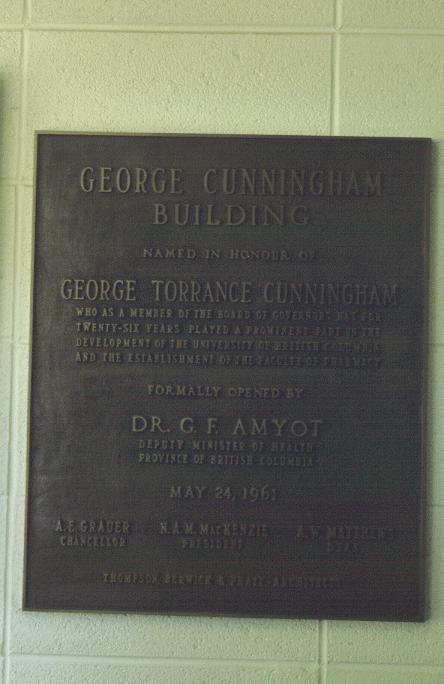 GEORGE CUNNINGHAM
BUILDING
NAMED IN HONOUR OF
GEORGE TORRANCE CUNNINGHAM
WHO AS A MEMBER OF THE BOARD OF GOVERNORS HAS FOR
TWENTY-SIX YEARS PLAYED A PROMINENT PART IN THE
DEVELOPMENT OF THE UNIVERSITY OF BRITISH COLUMBIA
AND THE ESTABLISHMENT OF THE FACULTY OF PHARMACY
FORMALLY OPENED BY
DR. G. F. AMYOT
DEPUTY MINISTER OF HEALTH
PROVINCE OF BRITISH COLUMBIA
MAY 24, 1961
A. E. GRAUER N. A. M. MACKENZIE A. W. MATTHEWS
CHANCELLOR PRESIDENT DEAN
THOMPSON, BERWICK & PRATT - ARCHITECTS